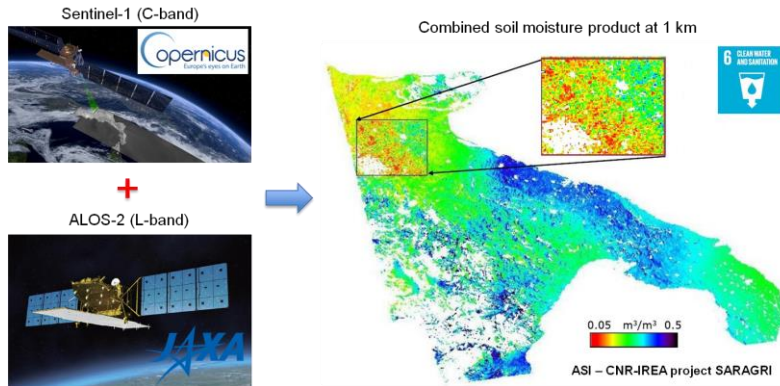 Sentinel-1 (C-band)
opernicus
Europe's eyes on Earth
+
ALOS-2 (L-band)
JAXA
Combined soil moisture product at 1 km
6 CLEAN WATER
AND SANITATION
0.05 m³/m³ 0.5
ASI – CNR-IREA project SARAGRI